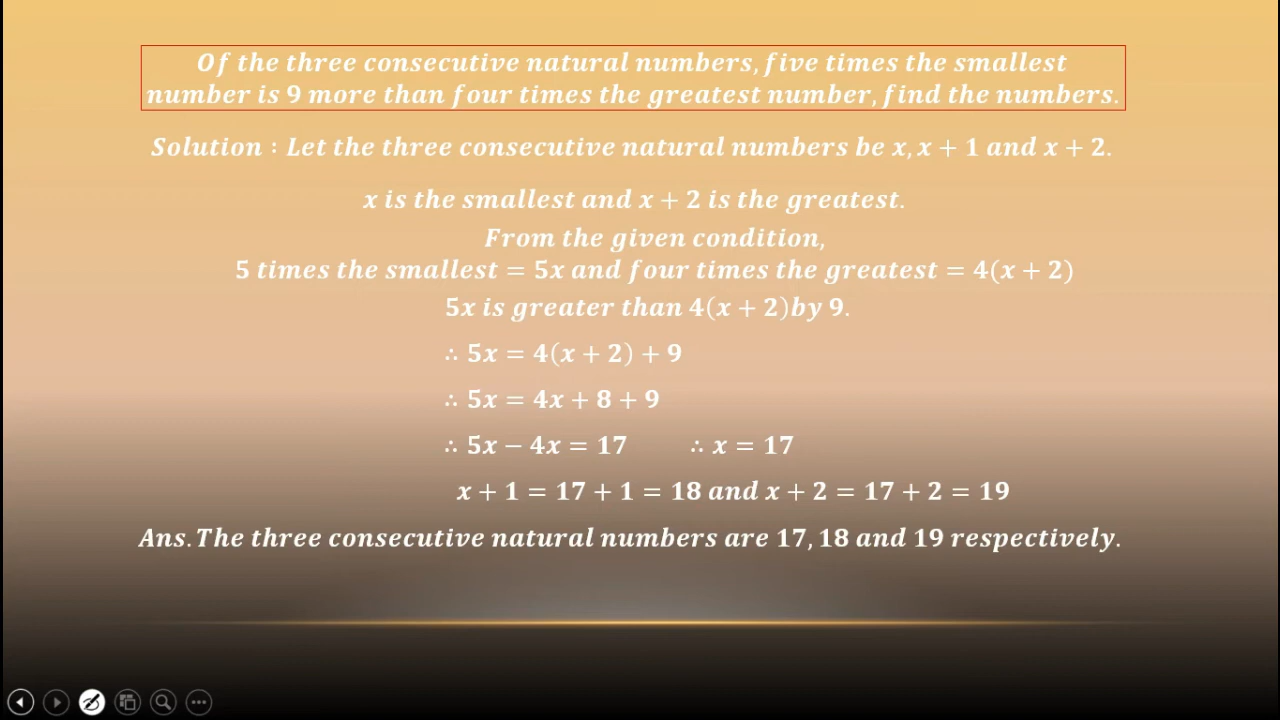 Of the three consecutive natural numbers, five times the smallest
number is 9 more than four times the greatest number, find the numbers.
Solution : Let the three consecutive natural numbers be x, x + 1 and x + 2.
x is the smallest and x + 2 is the greatest.
From the given condition,
5 times the smallest = 5x and four times the greatest = 4(x + 2)
5x is greater than 4(x + 2)by 9.
∴ 5x = 4(x + 2) + 9
∴ 5x = 4x + 8 + 9
∴ 5x − 4x = 17 ∴ x = 17
x + 1 = 17 + 1 = 18 and x + 2 = 17 + 2 = 19
Ans. The three consecutive natural numbers are 17, 18 and 19 respectively.